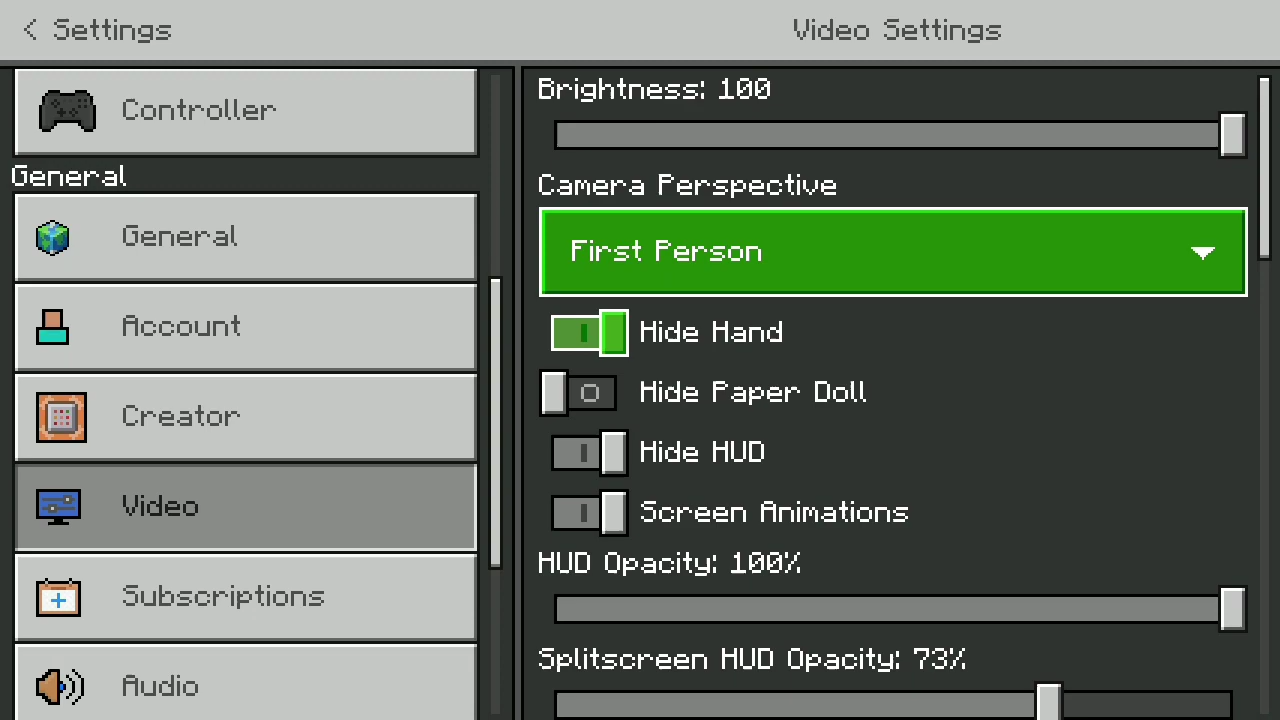 Settings
Video Settings
Controller
General
General
Account
Creator
Video
Subscriptions
Audio
Brightness: 100
Camera Perspective
First Person
Hide Hand
Hide Paper Doll
Hide HUD
Screen Animations
HUD Opacity: 100%
Splitscreen HUD Opacity: 73%